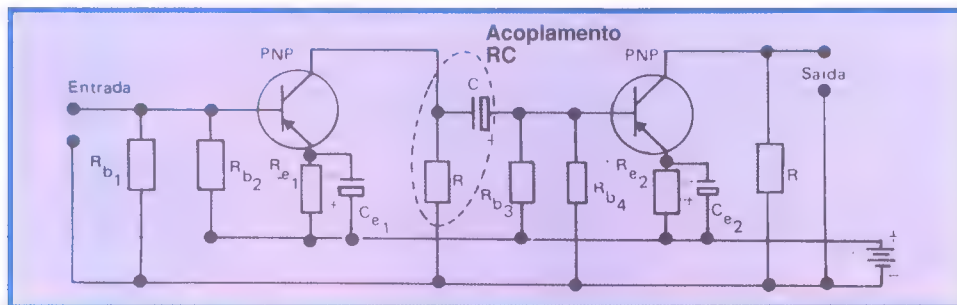 Acoplamento
RC
PNP
PNP
Entrada
Saída
C
+
R b1
R b2
R e1
+
C e1
R
R b3
R b4
R e2
+
C e2
R
+
−